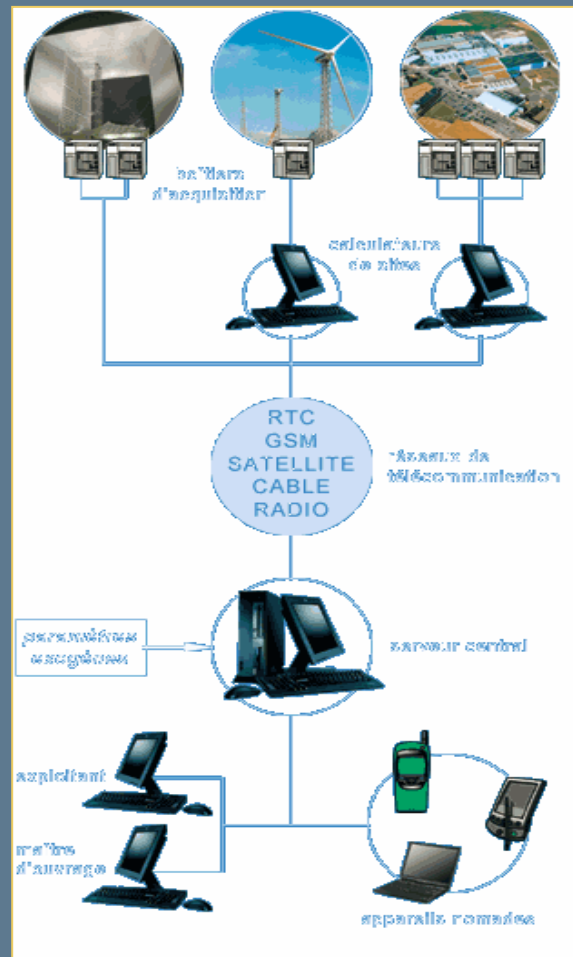 boîtiers
d'acquisition
calculateurs
de sites
RTC
GSM
SATELLITE
CABLE
RADIO
réseaux de
télécommunication
paramètres
exogènes
serveur central
exploitant
maître
d'ouvrage
appareils nomades